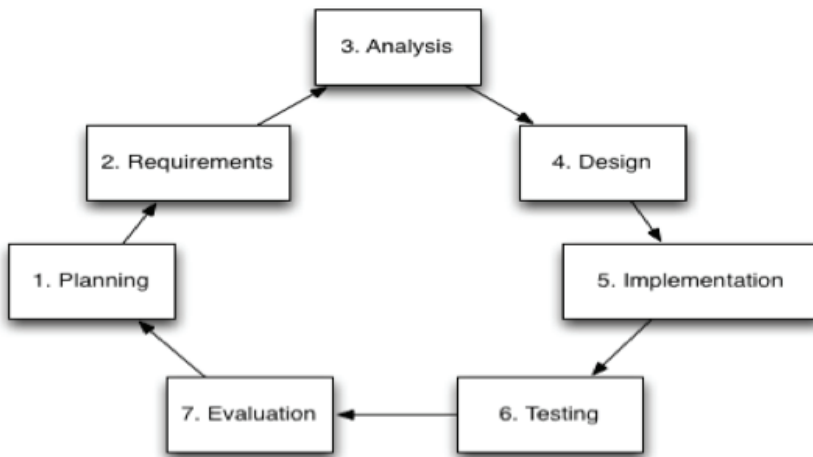 3. Analysis
2. Requirements
4. Design
1. Planning
5. Implementation
7. Evaluation
6. Testing